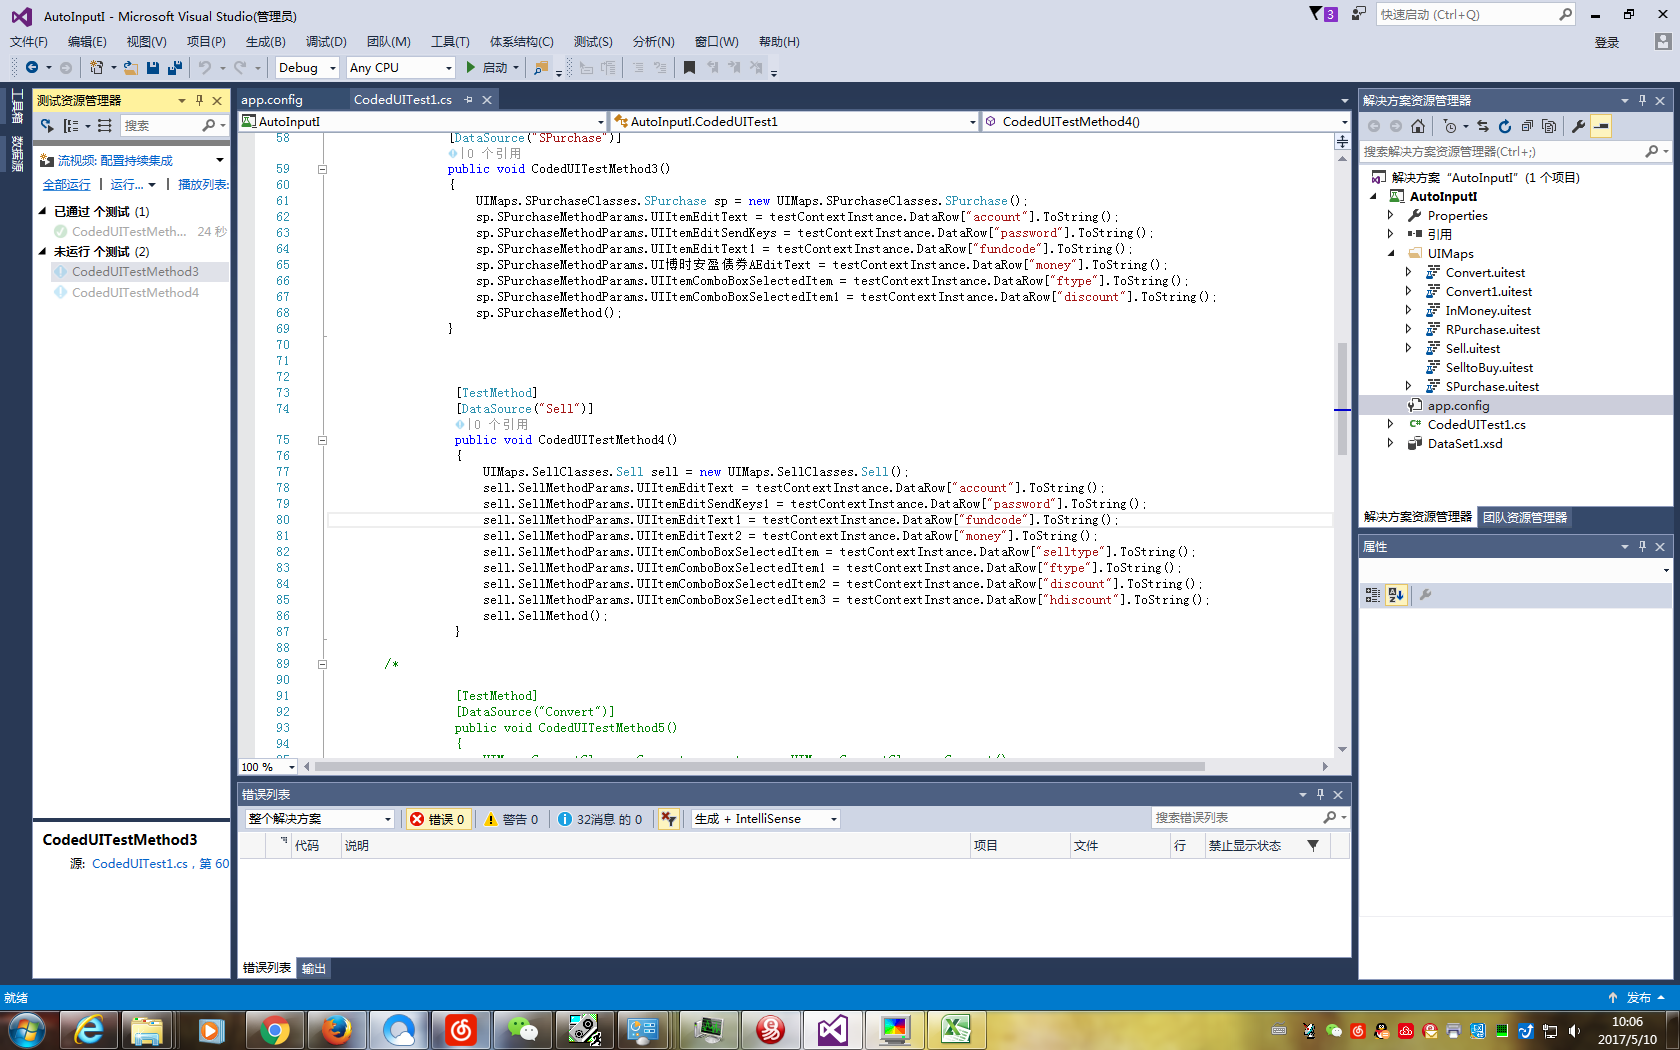 AutoInputI - Microsoft Visual Studio(管理员)
3
快速启动 (Ctrl+Q)
文件(F) 编辑(E) 视图(V) 项目(P) 生成(B) 调试(D) 团队(M) 工具(T) 体系结构(C) 测试(S) 分析(N) 窗口(W) 帮助(H)
登录
Debug Any CPU 启动
工具箱
数据源
测试资源管理器
搜索
流视频: 配置持续集成
全部运行 | 运行... 播放列表:
已通过 个测试 (1)
CodedUITestMeth... 24 秒
未运行 个测试 (2)
CodedUITestMethod3
CodedUITestMethod4
CodedUITestMethod3
源: CodedUITest1.cs , 第 60
app.config CodedUITest1.cs
AutoInputI AutoInputI.CodedUITest1 CodedUITestMethod4()
58 [DataSource("SPurchase")]
|0 个引用
59 public void CodedUITestMethod3()
60 {
61 UIMaps.SPurchaseClasses.SPurchase sp = new UIMaps.SPurchaseClasses.SPurchase();
62 sp.SPurchaseMethodParams.UIItemEditText = testContextInstance.DataRow["account"].ToString();
63 sp.SPurchaseMethodParams.UIItemEditSendKeys = testContextInstance.DataRow["password"].ToString();
64 sp.SPurchaseMethodParams.UIItemEditText1 = testContextInstance.DataRow["fundcode"].ToString();
65 sp.SPurchaseMethodParams.UI博时安盈债券AEditText = testContextInstance.DataRow["money"].ToString();
66 sp.SPurchaseMethodParams.UIItemComboBoxSelectedItem = testContextInstance.DataRow["ftype"].ToString();
67 sp.SPurchaseMethodParams.UIItemComboBoxSelectedItem1 = testContextInstance.DataRow["discount"].ToString();
68 sp.SPurchaseMethod();
69 }
70
71
72
73 [TestMethod]
74 [DataSource("Sell")]
|0 个引用
75 public void CodedUITestMethod4()
76 {
77 UIMaps.SellClasses.Sell sell = new UIMaps.SellClasses.Sell();
78 sell.SellMethodParams.UIItemEditText = testContextInstance.DataRow["account"].ToString();
79 sell.SellMethodParams.UIItemEditSendKeys1 = testContextInstance.DataRow["password"].ToString();
80 sell.SellMethodParams.UIItemEditText1 = testContextInstance.DataRow["fundcode"].ToString();
81 sell.SellMethodParams.UIItemEditText2 = testContextInstance.DataRow["money"].ToString();
82 sell.SellMethodParams.UIItemComboBoxSelectedItem = testContextInstance.DataRow["selltype"].ToString();
83 sell.SellMethodParams.UIItemComboBoxSelectedItem1 = testContextInstance.DataRow["ftype"].ToString();
84 sell.SellMethodParams.UIItemComboBoxSelectedItem2 = testContextInstance.DataRow["discount"].ToString();
85 sell.SellMethodParams.UIItemComboBoxSelectedItem3 = testContextInstance.DataRow["hdiscount"].ToString();
86 sell.SellMethod();
87 }
88
89 /*
90
91 [TestMethod]
92 [DataSource("Convert")]
93 public void CodedUITestMethod5()
94 {
100 %
错误列表
整个解决方案 错误 0 警告 0 32消息 的 0 生成 + IntelliSense 搜索错误列表
代码 说明 项目 文件 行 禁止显示状态
错误列表 输出
解决方案资源管理器
搜索解决方案资源管理器(Ctrl+;)
解决方案 "AutoInputI" (1 个项目)
AutoInputI
Properties
引用
UIMaps
Convert.uitest
Convert1.uitest
InMoney.uitest
RPurchase.uitest
Sell.uitest
SelltoBuy.uitest
SPurchase.uitest
app.config
CodedUITest1.cs
DataSet1.xsd
解决方案资源管理器 团队资源管理器
属性
就绪 发布
10:06
2017/5/10